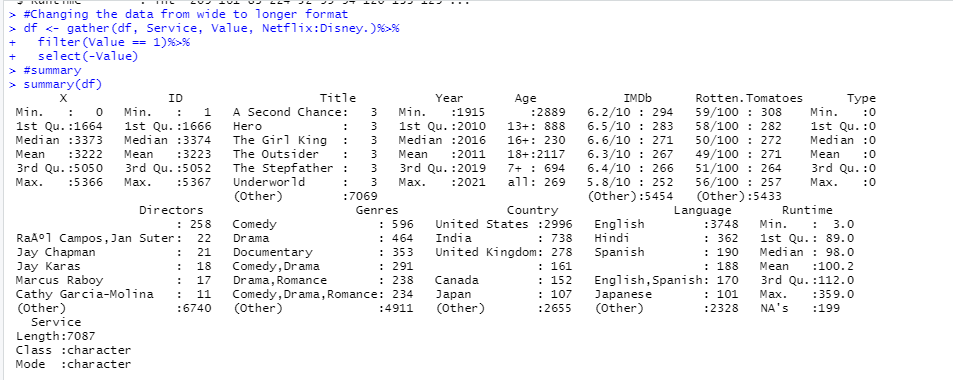 > #Changing the data from wide to longer format
> df <- gather(df, Service, Value, Netflix:Disney.)%>%
+   filter(Value == 1)%>%
+   select(-Value)
> #summary
> summary(df)
       X              ID                    Title           Year         Age            IMDb      Rotten.Tomatoes      Type
 Min.   :   0   Min.   :   1   A Second Chance:   3   Min.   :1915      :2889   6.2/10 : 294   59/100 : 308   Min.   :0
 1st Qu.:1664   1st Qu.:1666   Hero           :   3   1st Qu.:2010   13+: 888   6.5/10 : 283   58/100 : 282   1st Qu.:0
 Median :3373   Median :3374   The Girl King  :   3   Median :2016   16+: 230   6.6/10 : 271   50/100 : 272   Median :0
 Mean   :3222   Mean   :3223   The Outsider   :   3   Mean   :2011   18+:2117   6.3/10 : 267   49/100 : 271   Mean   :0
 3rd Qu.:5050   3rd Qu.:5052   The Stepfather :   3   3rd Qu.:2019   7+ : 694   6.4/10 : 266   51/100 : 264   3rd Qu.:0
 Max.   :5366   Max.   :5367   Underworld     :   3   Max.   :2021   all: 269   5.8/10 : 252   56/100 : 257   Max.   :0
                               (Other)        :7069                             (Other):5454   (Other):5433
                  Directors                      Genres               Country                 Language       Runtime
                       : 258   Comedy              : 596   United States :2996   English        :3748   Min.   :  3.0
 RaÃºl Campos,Jan Suter:  22   Drama               : 464   India         : 738   Hindi          : 362   1st Qu.: 89.0
 Jay Chapman           :  21   Documentary         : 353   United Kingdom: 278   Spanish        : 190   Median : 98.0
 Jay Karas             :  18   Comedy,Drama        : 291                 : 161                  : 188   Mean   :100.2
 Marcus Raboy          :  17   Drama,Romance       : 238   Canada        : 152   English,Spanish: 170   3rd Qu.:112.0
 Cathy Garcia-Molina   :  11   Comedy,Drama,Romance: 234   Japan         : 107   Japanese       : 101   Max.   :359.0
 (Other)               :6740   (Other)             :4911   (Other)       :2655   (Other)        :2328   NA's   :199
   Service
 Length:7087
 Class :character
 Mode  :character